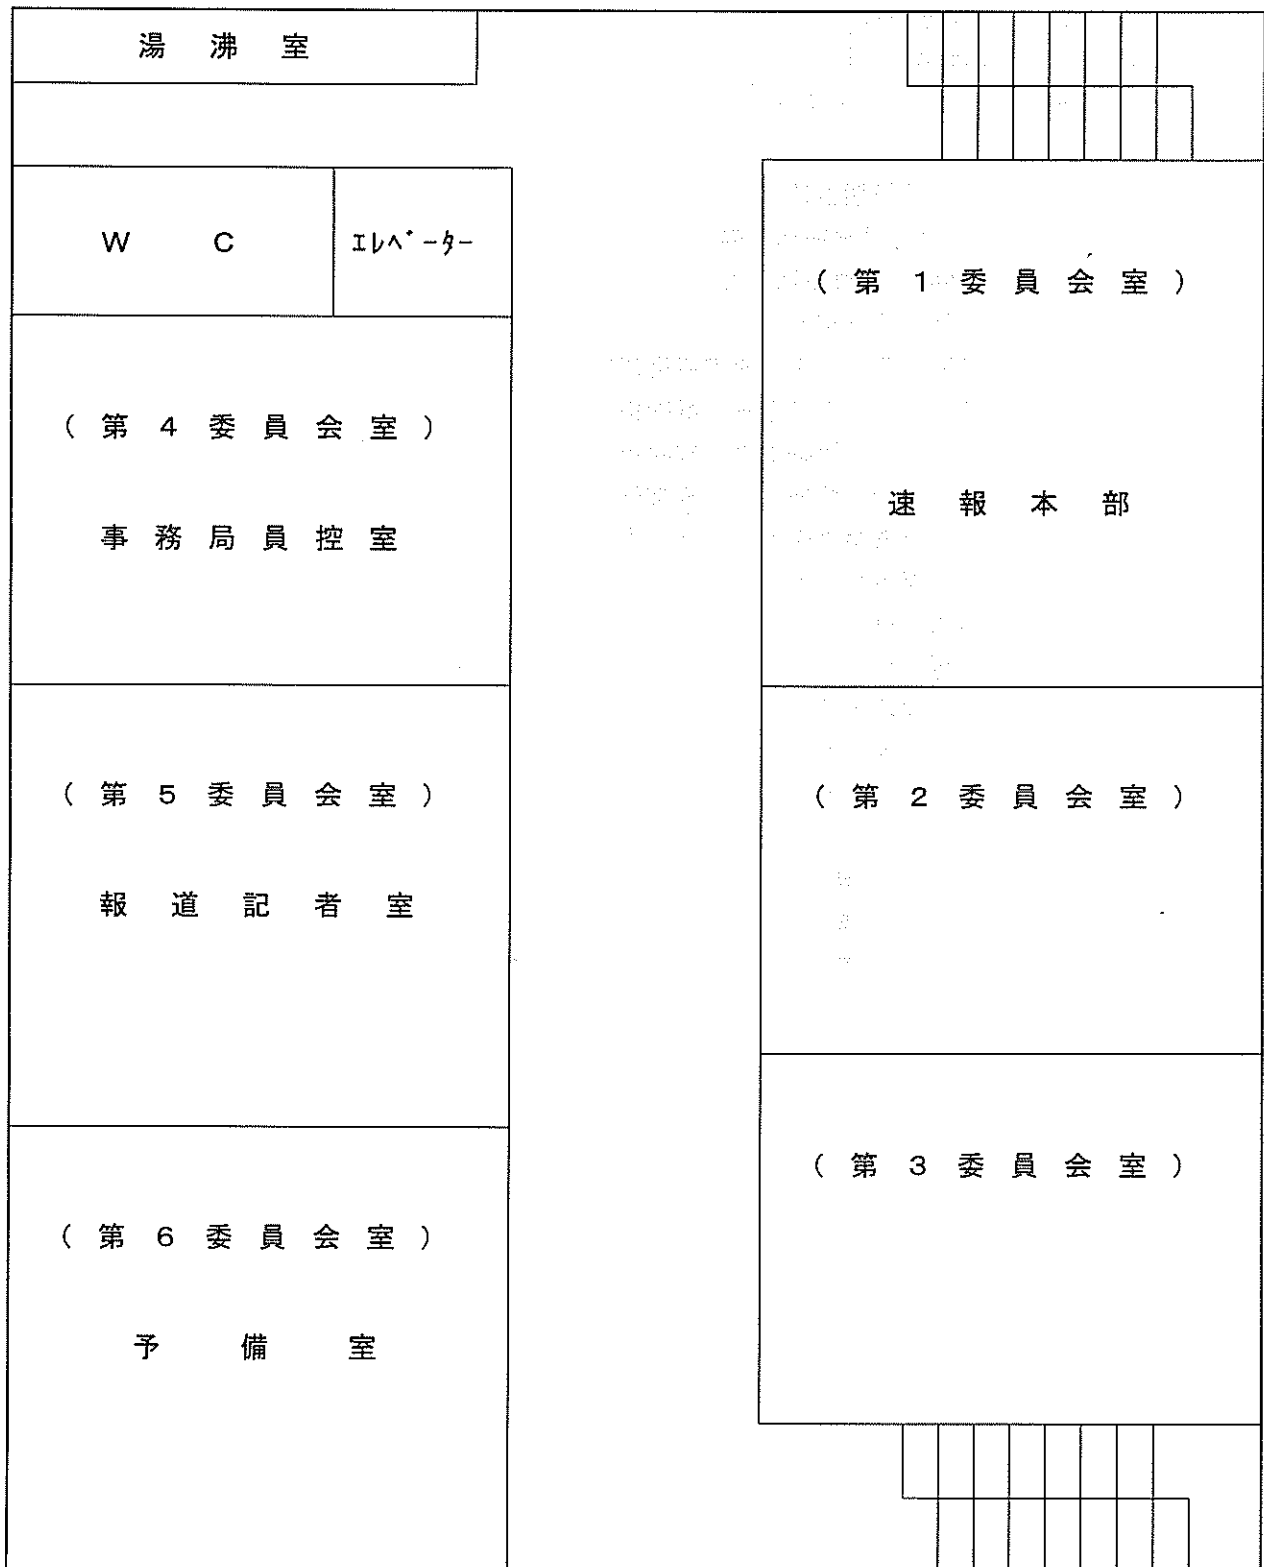 湯沸室
WC
エレベーター
(第4委員会室)
事務局員控室
(第5委員会室)
報道記者室
(第6委員会室)
予備室
(第1委員会室)
速報本部
(第2委員会室)
(第3委員会室)